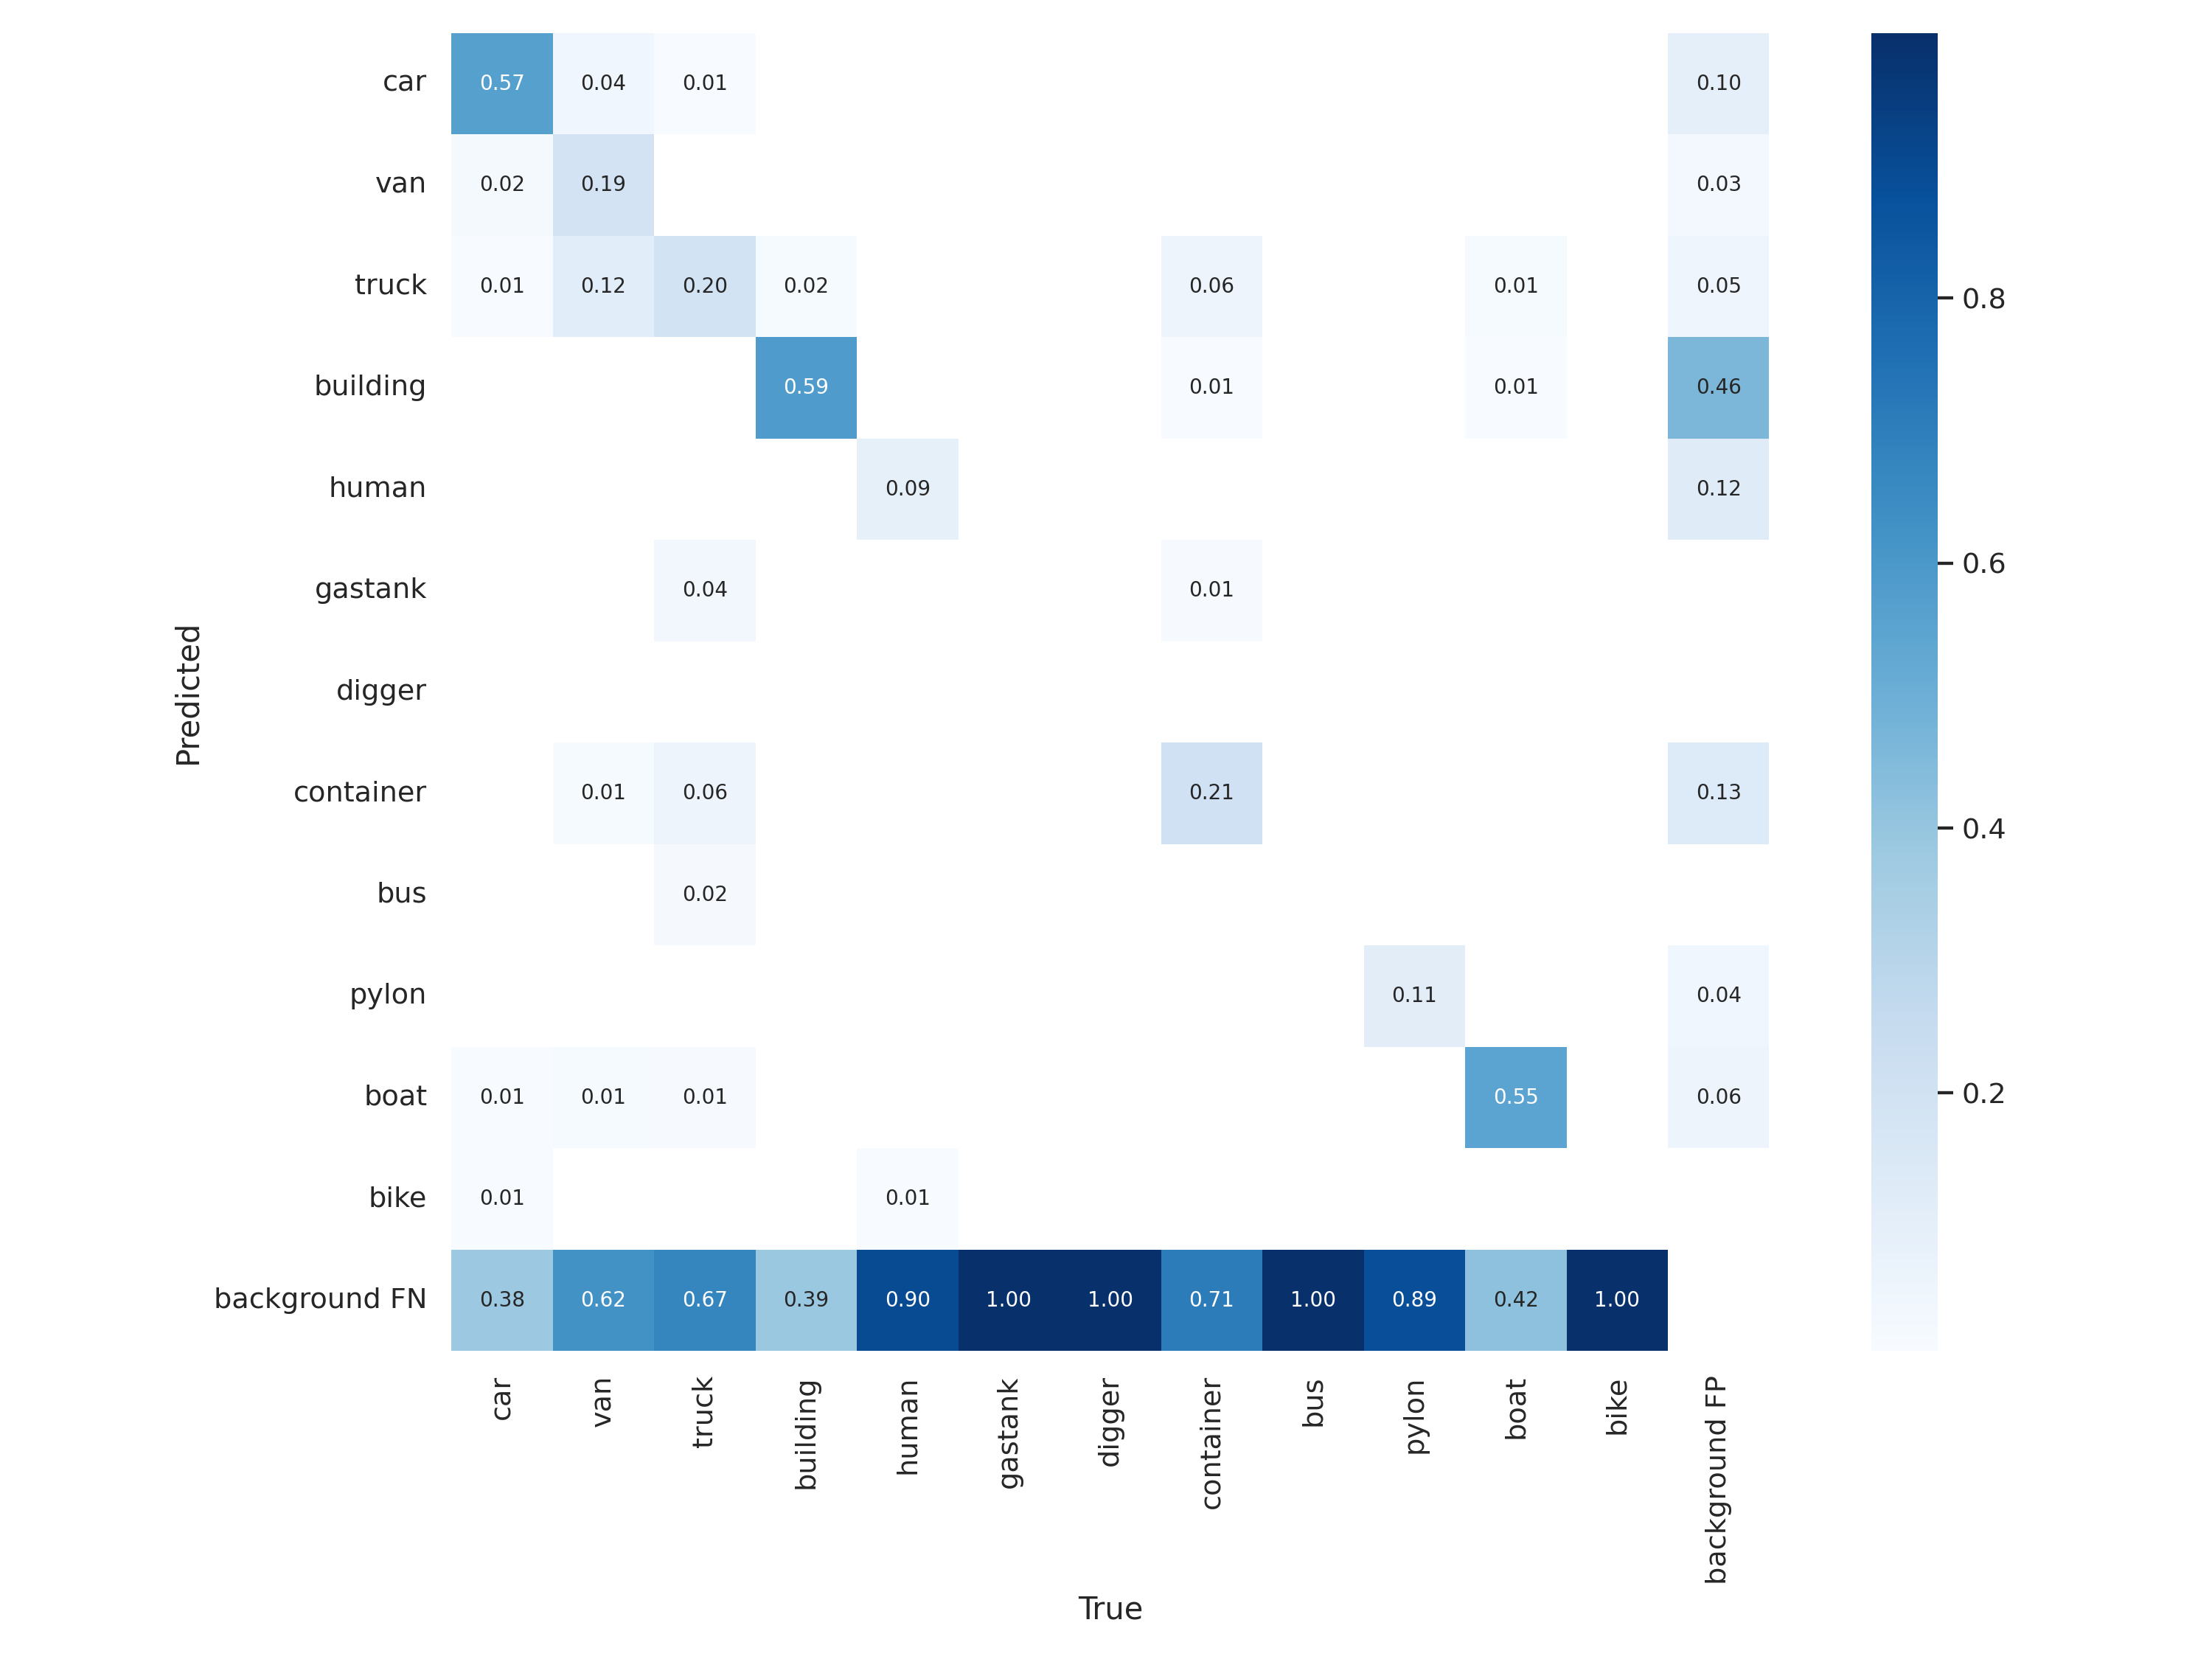 car 0.57 0.04 0.01 0.10
van 0.02 0.19 0.03
truck 0.01 0.12 0.20 0.02 0.06 0.01 0.05
0.8
building 0.59 0.01 0.01 0.46
human 0.09 0.12
gastank 0.04 0.01
0.6
Predicted
digger
container 0.01 0.06 0.21 0.13
0.4
bus 0.02
pylon 0.11 0.04
boat 0.01 0.01 0.01 0.55 0.06
0.2
bike 0.01 0.01
background FN 0.38 0.62 0.67 0.39 0.90 1.00 1.00 0.71 1.00 0.89 0.42 1.00
car
van
truck
building
human
gastank
digger
container
bus
pylon
boat
bike
background FP
True